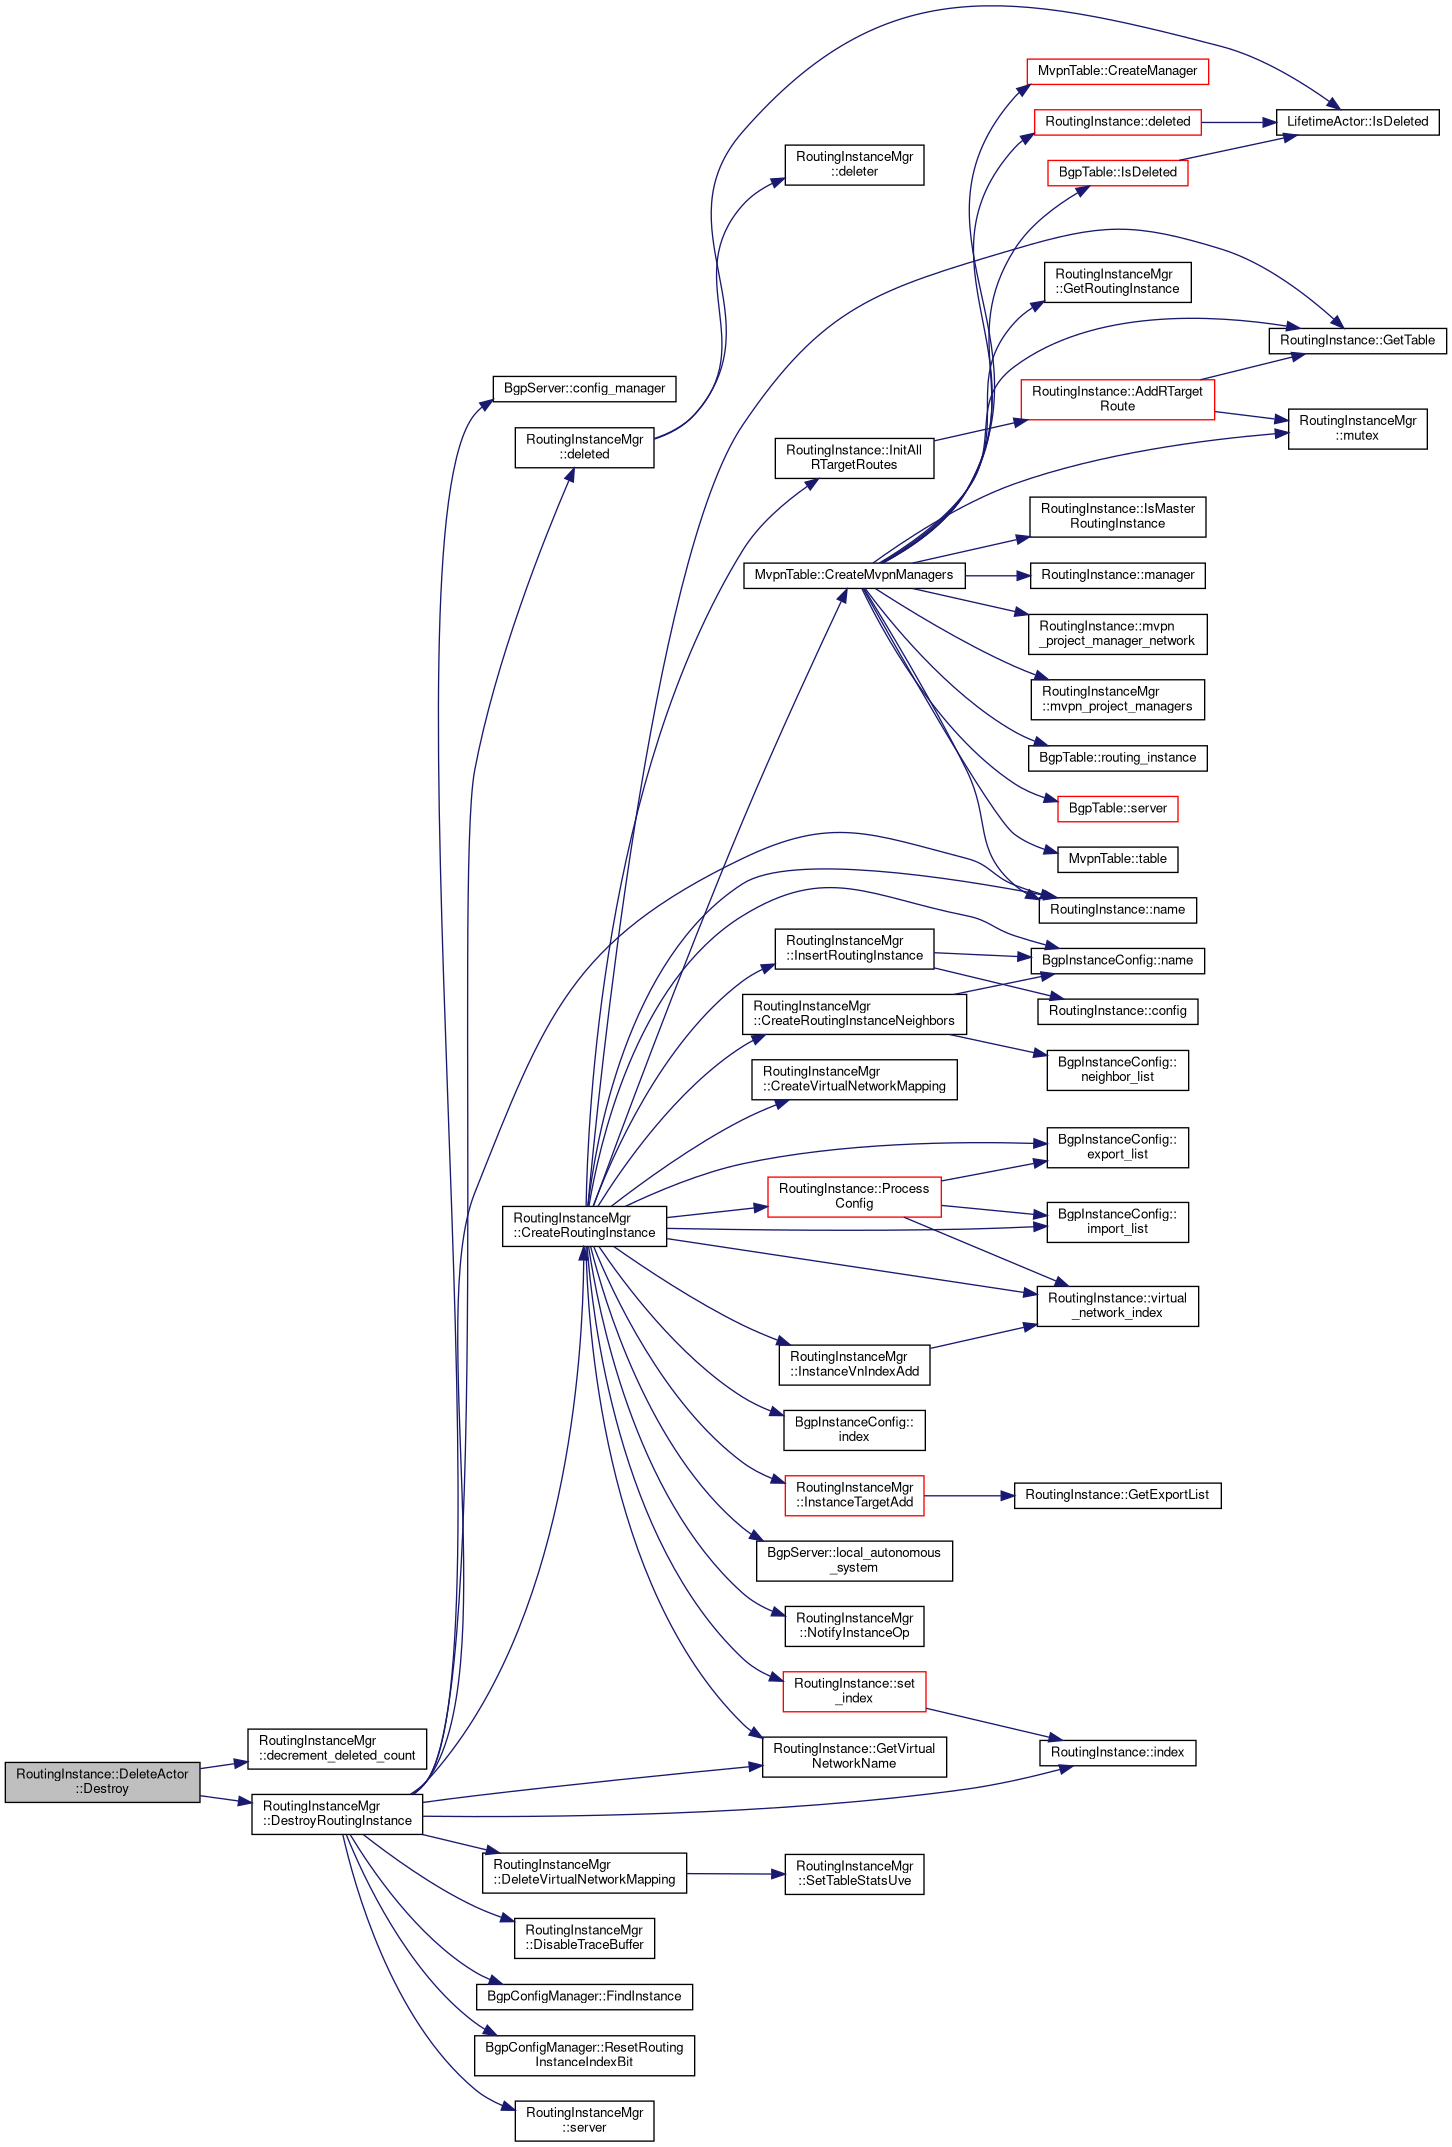 MvpnTable::CreateManager
RoutingInstance::deleted
LifetimeActor::IsDeleted
RoutingInstanceMgr
::deleter
BgpTable::IsDeleted
RoutingInstanceMgr
::GetRoutingInstance
RoutingInstance::GetTable
BgpServer::config_manager
RoutingInstance::AddRTarget
Route
RoutingInstanceMgr
::mutex
RoutingInstanceMgr
::deleted
RoutingInstance::InitAll
RTargetRoutes
RoutingInstance::IsMaster
RoutingInstance
MvpnTable::CreateMvpnManagers
RoutingInstance::manager
RoutingInstance::mvpn
_project_manager_network
RoutingInstanceMgr
::mvpn_project_managers
BgpTable::routing_instance
BgpTable::server
MvpnTable::table
RoutingInstance::name
RoutingInstanceMgr
::InsertRoutingInstance
BgpInstanceConfig::name
RoutingInstanceMgr
::CreateRoutingInstanceNeighbors
RoutingInstance::config
RoutingInstanceMgr
::CreateVirtualNetworkMapping
BgpInstanceConfig::
neighbor_list
BgpInstanceConfig::
export_list
RoutingInstance::Process
Config
RoutingInstanceMgr
::CreateRoutingInstance
BgpInstanceConfig::
import_list
RoutingInstance::virtual
_network_index
RoutingInstanceMgr
::InstanceVnIndexAdd
BgpInstanceConfig::
index
RoutingInstanceMgr
::InstanceTargetAdd
RoutingInstance::GetExportList
BgpServer::local_autonomous
_system
RoutingInstanceMgr
::NotifyInstanceOp
RoutingInstance::set
_index
RoutingInstance::GetVirtual
NetworkName
RoutingInstance::index
RoutingInstanceMgr
::decrement_deleted_count
RoutingInstance::DeleteActor
::Destroy
RoutingInstanceMgr
::DestroyRoutingInstance
RoutingInstanceMgr
::DeleteVirtualNetworkMapping
RoutingInstanceMgr
::SetTableStatsUve
RoutingInstanceMgr
::DisableTraceBuffer
BgpConfigManager::FindInstance
BgpConfigManager::ResetRouting
InstanceIndexBit
RoutingInstanceMgr
::server